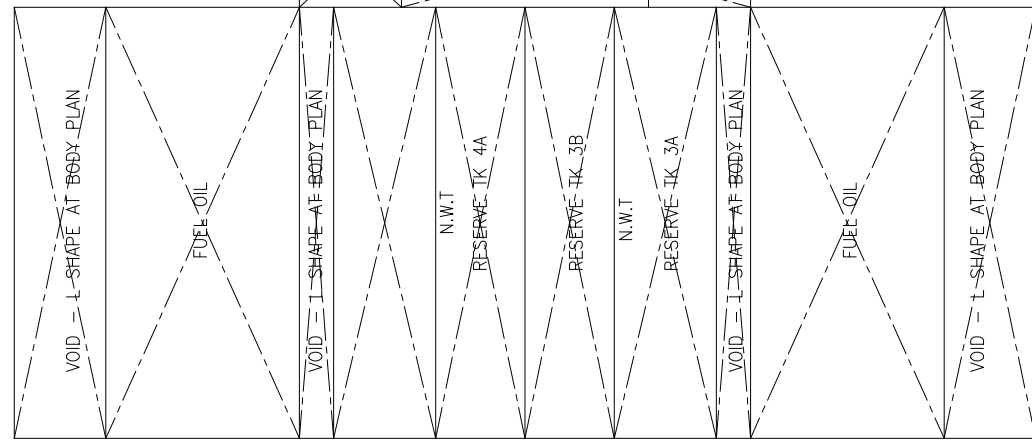 VOID - L SHAPE AT BODY PLAN
FUEL OIL
VOID - L SHAPE AT BODY PLAN
N.W.T
RESERVE TK 4A
RESERVE TK 3B
N.W.T
RESERVE TK 3A
VOID - L SHAPE AT BODY PLAN
FUEL OIL
VOID - L SHAPE AT BODY PLAN